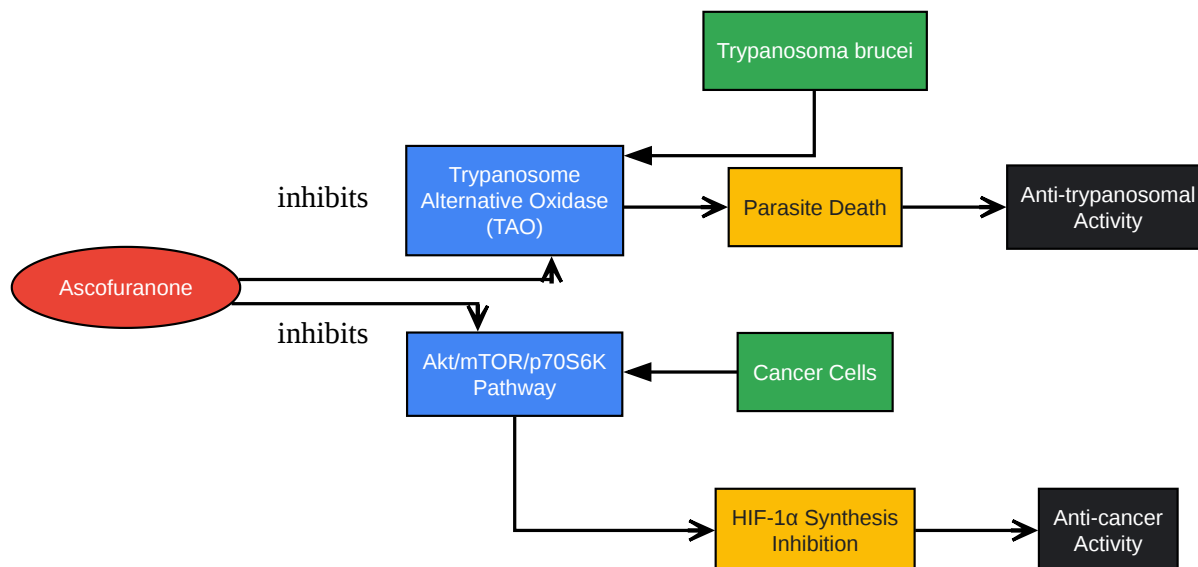 Trypanosoma brucei
Trypanosome
Alternative Oxidase
(TAO)
inhibits
Parasite Death
Anti-trypanosomal
Activity
Ascofuranone
inhibits
Akt/mTOR/p70S6K
Pathway
Cancer Cells
HIF-1α Synthesis
Inhibition
Anti-cancer
Activity